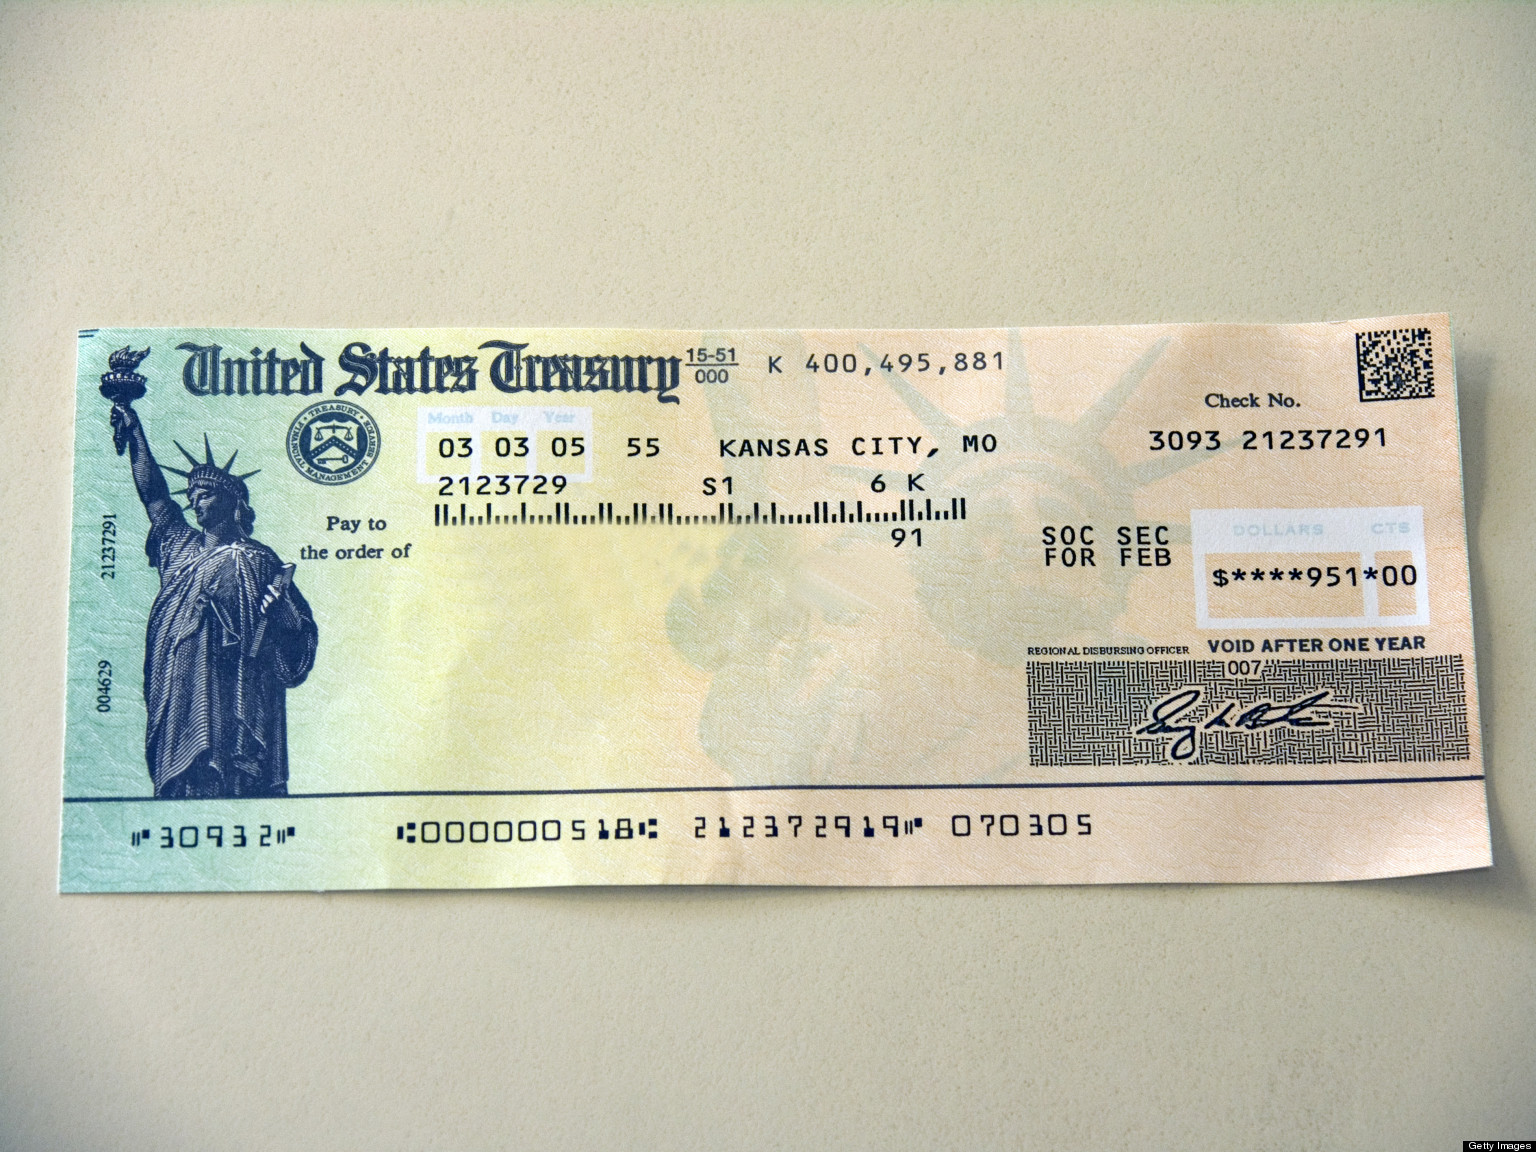 United States Treasury 15-51 K 400,495,881
000
Check No.
Month Day Year
03 03 05 55 KANSAS CITY, MO 3093 21237291
2123729 S1 6 K
Pay to
the order of
91
SOC SEC
FOR FEB
DOLLARS CTS
$****951*00
REGIONAL DISBURSING OFFICER VOID AFTER ONE YEAR
007
21237291
004629
⑈30932⑈ ⑆000000518⑆ 212372919⑈ 070305
Getty Images